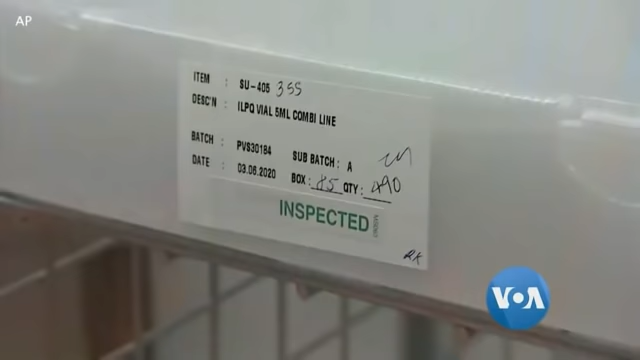 AP
ITEM : SU-405 355
DESC'N : ILPQ VIAL 5ML COMBI LINE
BATCH : PVS30184 SUB BATCH : A
DATE : 03.06.2020 BOX : 85 QTY : 490
INSPECTED
RK
VOA